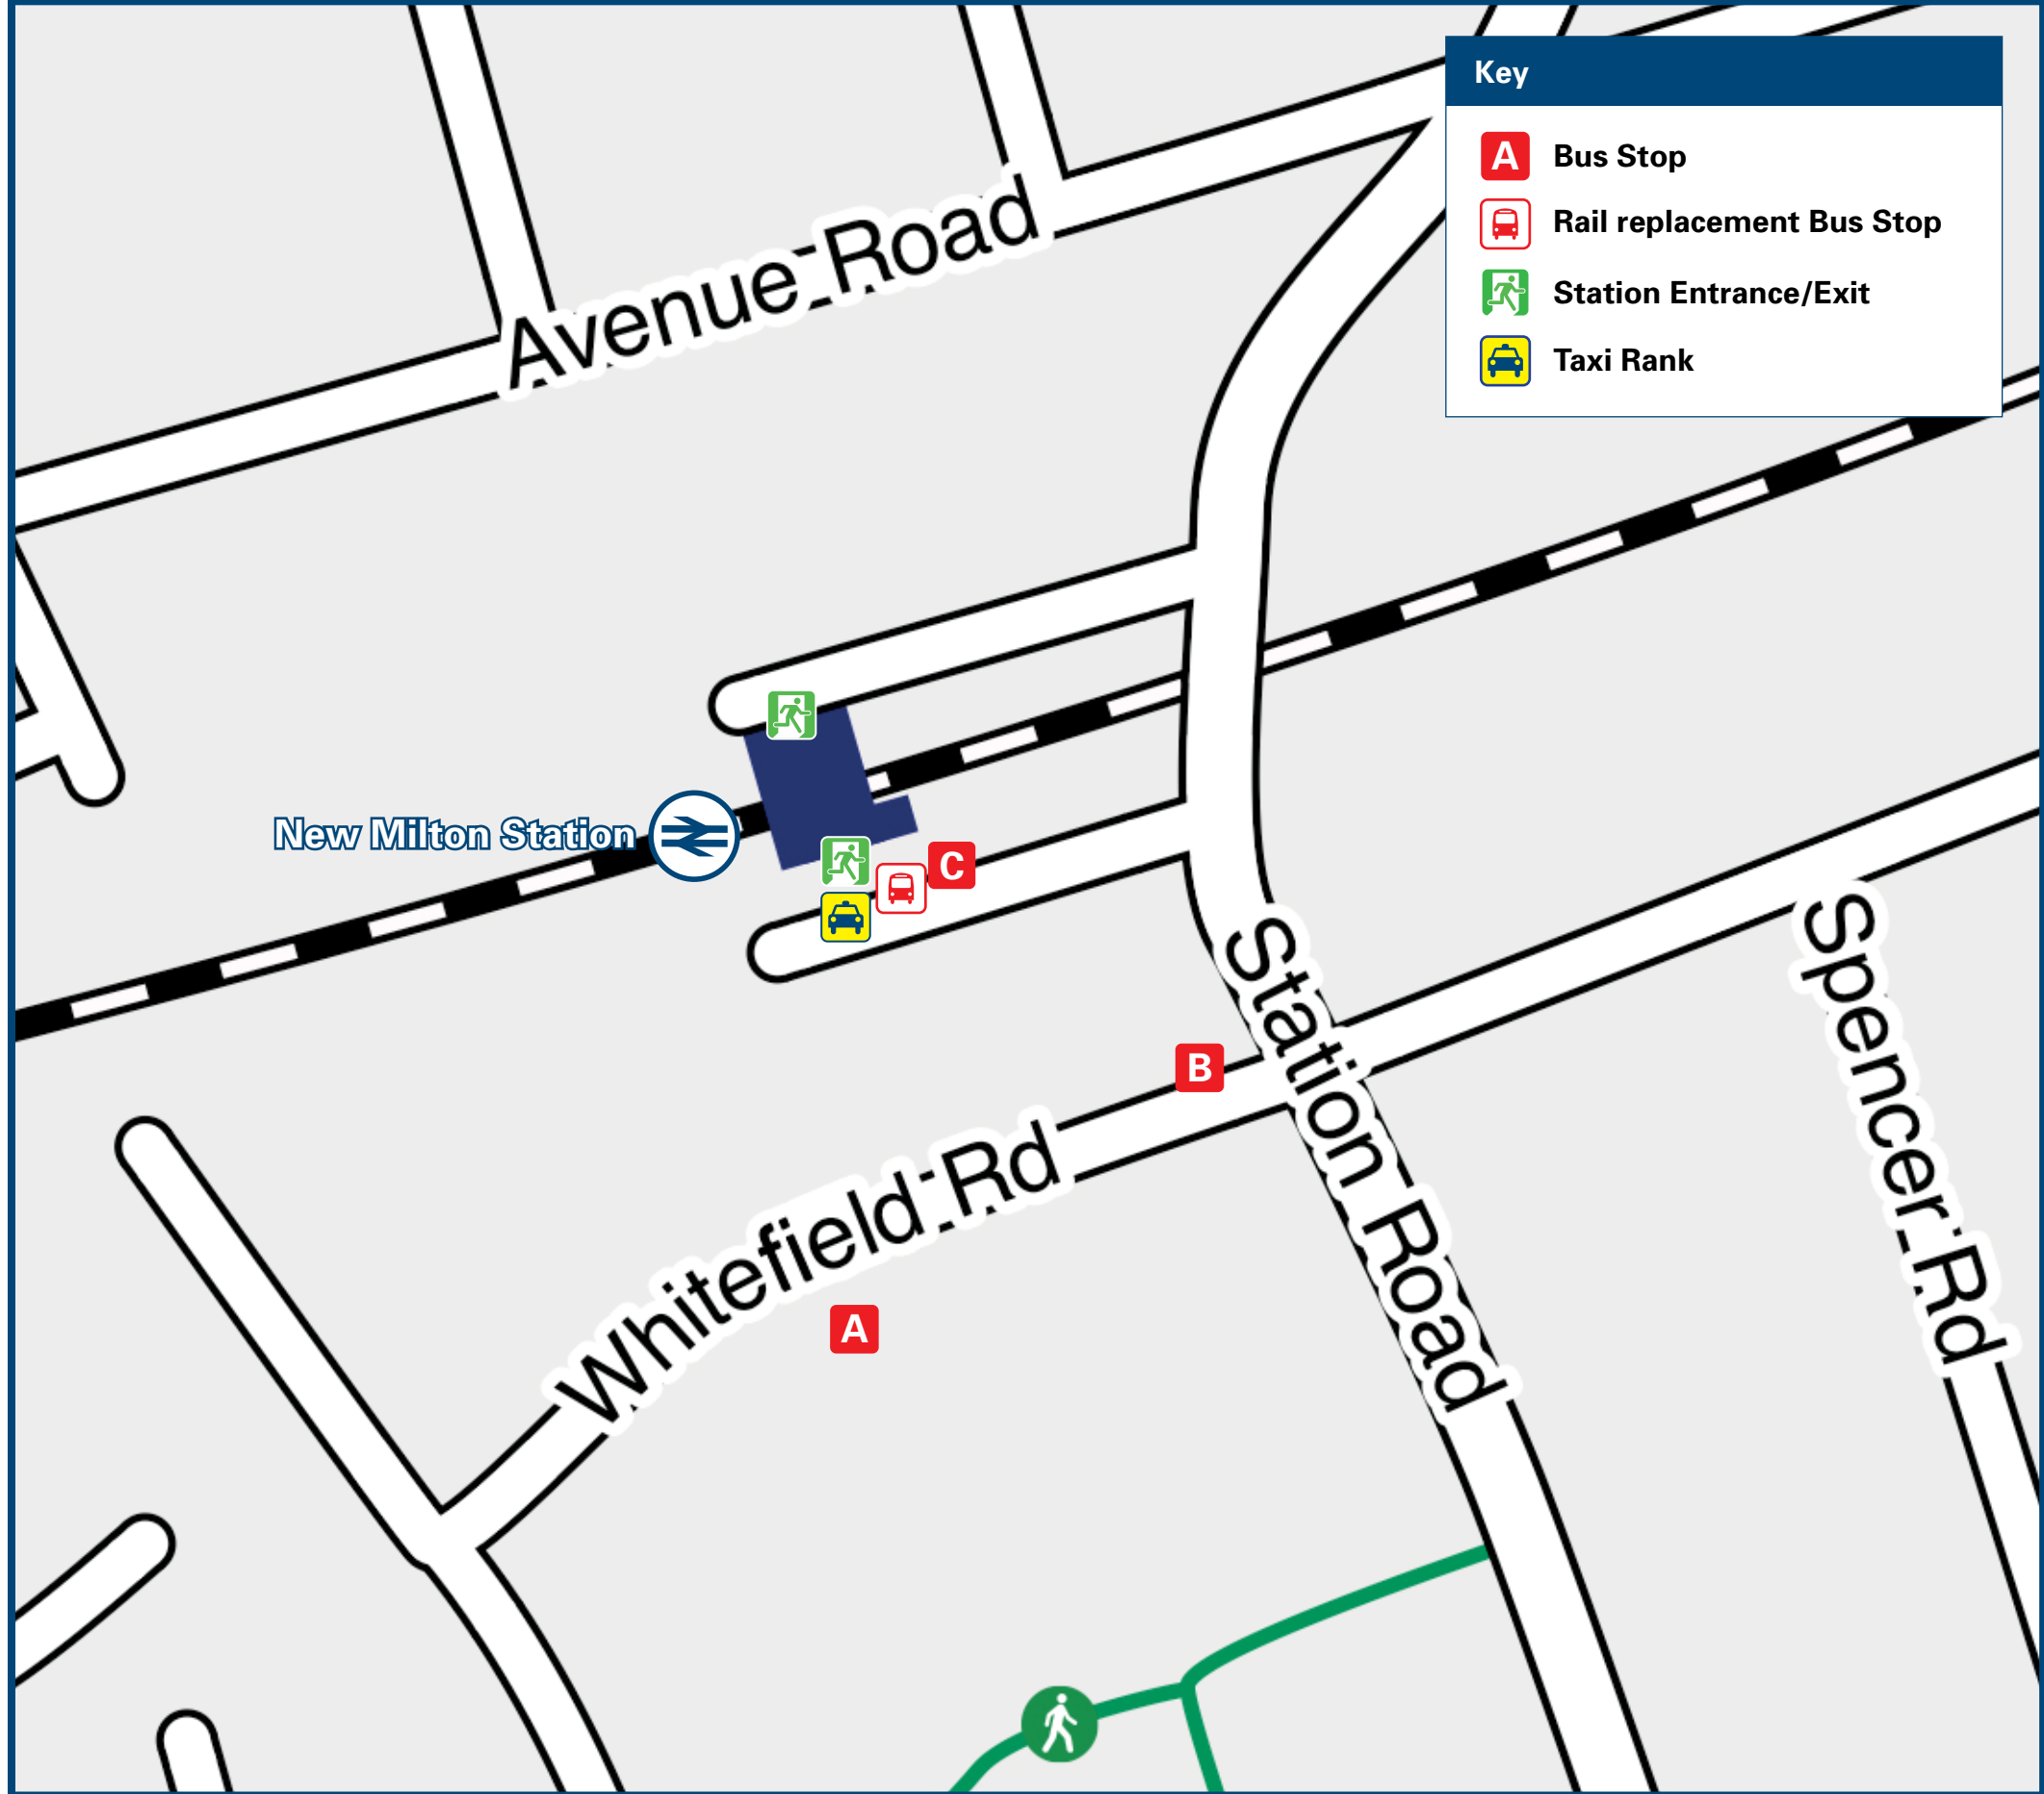 Key
A Bus Stop
Rail replacement Bus Stop
Station Entrance/Exit
Taxi Rank
Avenue Road
New Milton Station
C
B
Station Road
Spencer Rd
Whitefield Rd
A